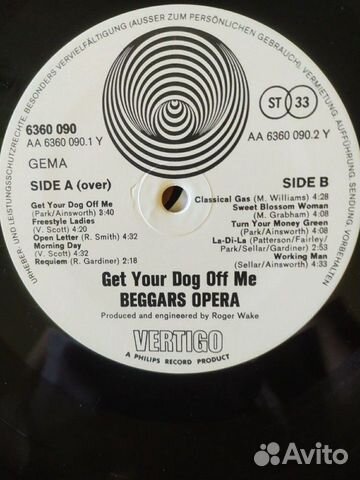 URHEBER- UND LEISTUNGSSCHUTZRECHTE BESONDERS VERVIELFÄLTIGUNG (AUSSER ZUM PERSÖNLICHEN GEBRAUCH), VERMIETUNG, AUFFÜHRUNG, SENDUNG VORBEHALTEN
6360 090
AA 6360 090.1 Y
GEMA
SIDE A (over)
Get Your Dog Off Me
(Park/Ainsworth) 3:40
Freestyle Ladies
(V. Scott) 4:20
Open Letter (R. Smith) 4:32
Morning Day
(V. Scott) 4:32
Requiem (R. Gardiner) 2:18
ST 33
AA 6360 090.2 Y
SIDE B
Classical Gas (M. Williams) 4:28
Sweet Blossom Woman
(M. Grabham) 4:08
Turn Your Money Green
(Park/Ainsworth) 4:04
La-Di-La (Patterson/Fairley/
Park/Sellar/Gardiner) 2:53
Working Man
(Sellar/Ainsworth) 4:33
Get Your Dog Off Me
BEGGARS OPERA
Produced and engineered by Roger Wake
VERTIGO
A PHILIPS RECORD PRODUCT
Avito